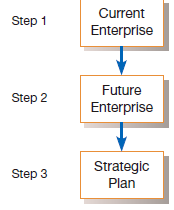 Step 1
Current
Enterprise
Step 2
Future
Enterprise
Step 3
Strategic
Plan